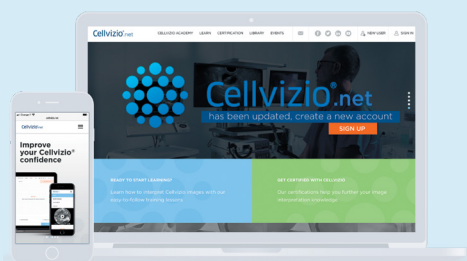 Cellvizio.net
CELLVIZIO ACADEMY LEARN CERTIFICATION LIBRARY EVENTS
NEW USER SIGN IN
Cellvizio®.net
has been updated, create a new account
SIGN UP
READY TO START LEARNING?
Learn how to interpret Cellvizio images with our
easy-to-follow training lessons
GET CERTIFIED WITH CELLVIZIO
Our certifications help you further your image
interpretation knowledge
Cellvizio
Improve
your Cellvizio®
confidence